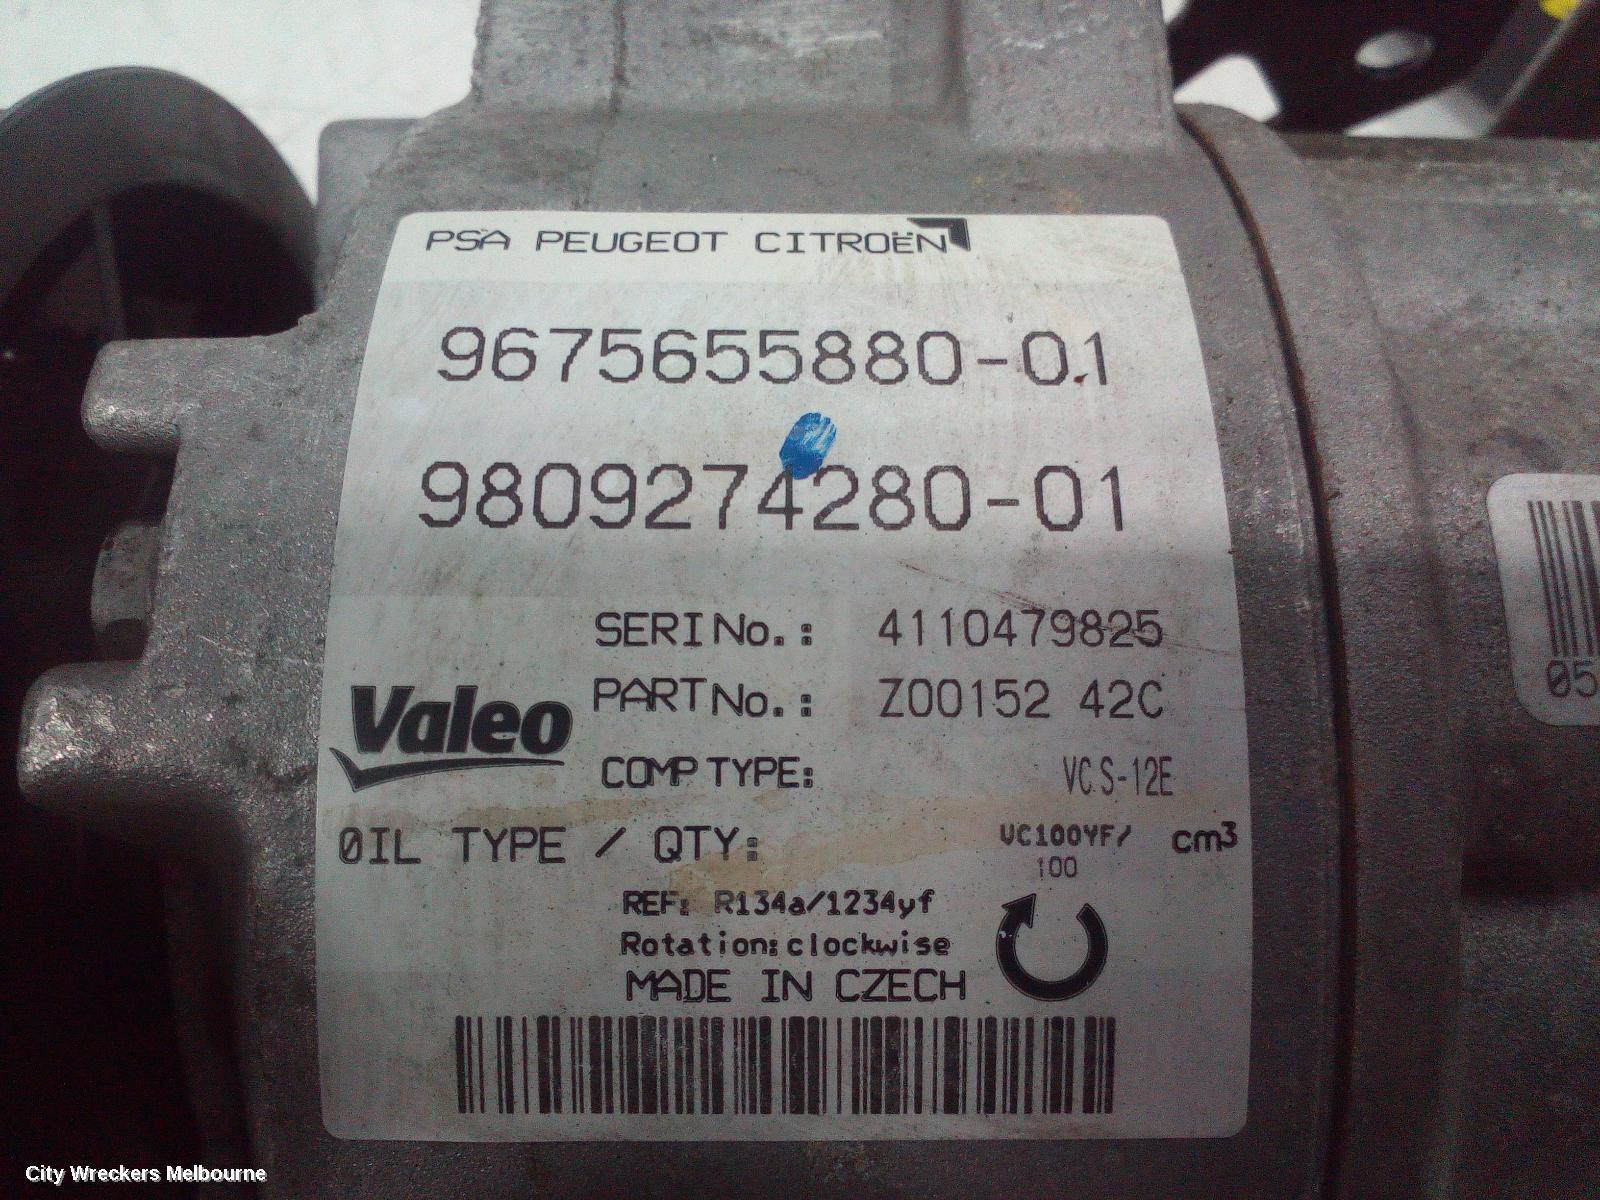 PSA PEUGEOT CITROËN
9675655880-01
9809274280-01
SERI No.: 4110479825
Valeo
PART No.: Z00152 42C
COMP TYPE: VCS-12E
OIL TYPE / QTY: VC100YF/ cm³
100
REF: R134a/1234yf
Rotation:clockwise
MADE IN CZECH
05
City Wreckers Melbourne